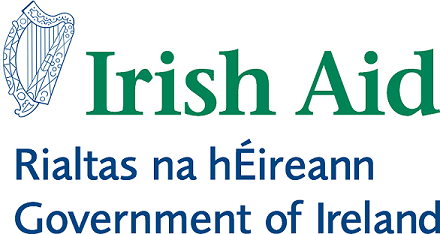 Irish Aid
Rialtas na hÉireann
Government of Ireland